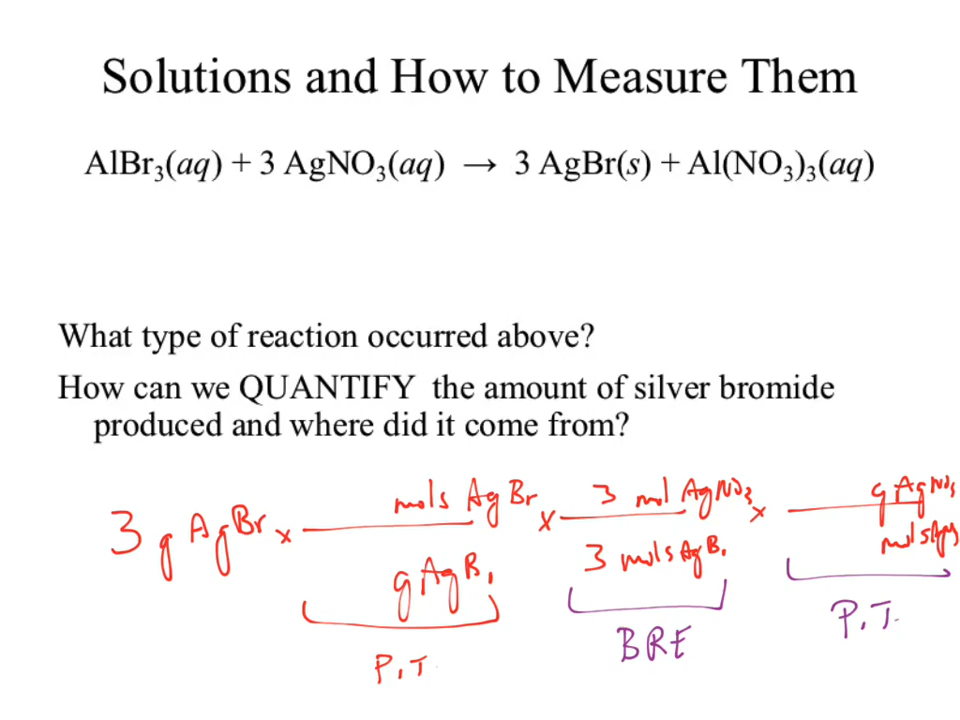 Solutions and How to Measure Them
AlBr₃(aq) + 3 AgNO₃(aq) → 3 AgBr(s) + Al(NO₃)₃(aq)
What type of reaction occurred above?
How can we QUANTIFY the amount of silver bromide
produced and where did it come from?
mols AgBr 3 mol AgNO₃ g AgNO₃
3 g AgBr x x x
g AgBr 3 mols AgBr mols
P.T. BRE P.T.